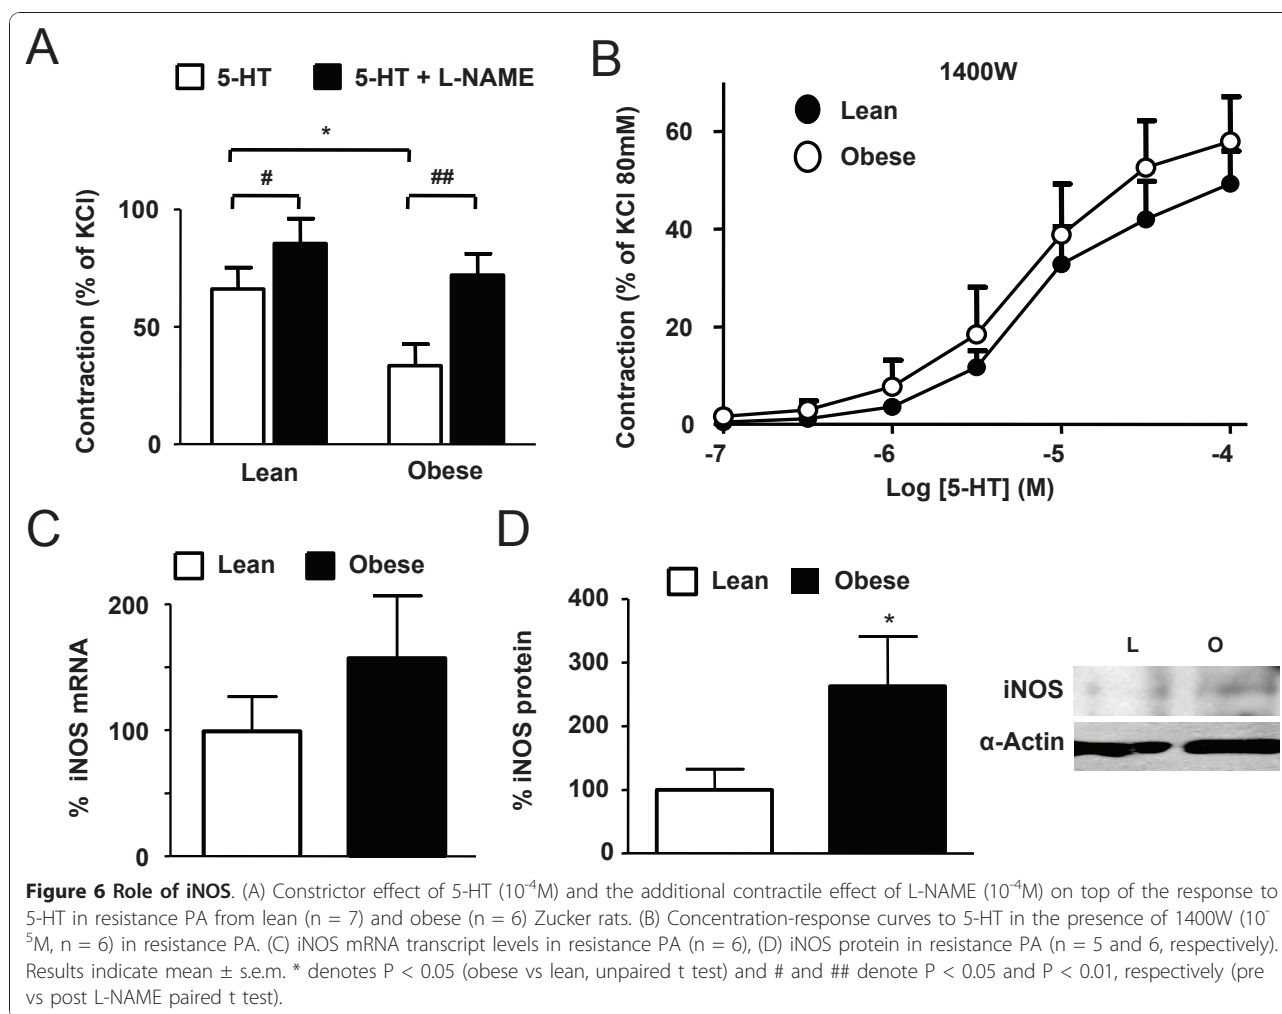 A
5-HT 5-HT + L-NAME
*
# ##
Contraction (% of KCl)
100
50
0
Lean Obese
B
1400W
Lean
Obese
Contraction (% of KCl 80mM)
60
40
20
0
-7 -6 -5 -4
Log [5-HT] (M)
C
Lean Obese
% iNOS mRNA
200
100
0
D
Lean Obese
% iNOS protein
400
300
200
100
0
*
L O
iNOS
α-Actin
Figure 6 Role of iNOS. (A) Constrictor effect of 5-HT (10⁻⁴M) and the additional contractile effect of L-NAME (10⁻⁴M) on top of the response to
5-HT in resistance PA from lean (n = 7) and obese (n = 6) Zucker rats. (B) Concentration-response curves to 5-HT in the presence of 1400W (10⁻
⁵M, n = 6) in resistance PA. (C) iNOS mRNA transcript levels in resistance PA (n = 6), (D) iNOS protein in resistance PA (n = 5 and 6, respectively).
Results indicate mean ± s.e.m. * denotes P < 0.05 (obese vs lean, unpaired t test) and # and ## denote P < 0.05 and P < 0.01, respectively (pre
vs post L-NAME paired t test).